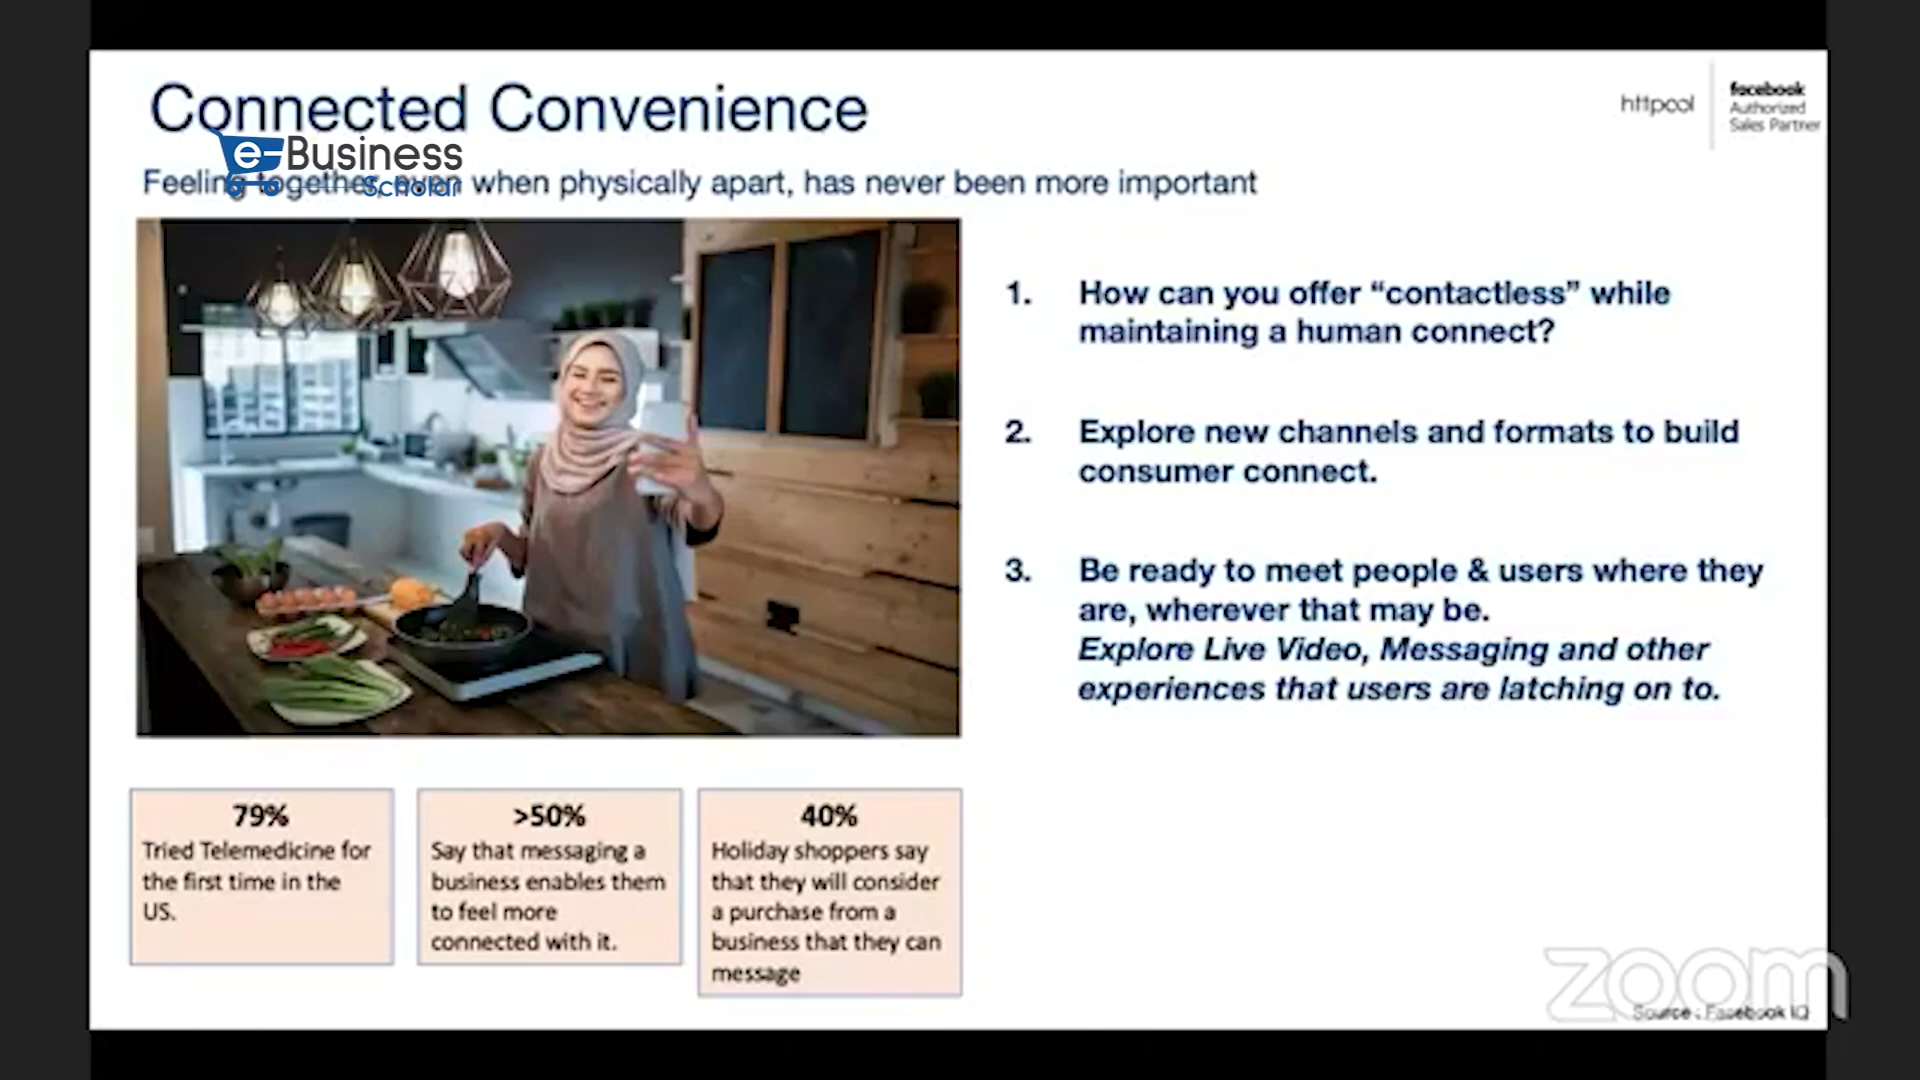 Connected Convenience
httpool
facebook
Authorized
Sales Partner
e-Business
Scholar
Feeling together, even when physically apart, has never been more important
1. How can you offer “contactless” while
maintaining a human connect?
2. Explore new channels and formats to build
consumer connect.
3. Be ready to meet people & users where they
are, wherever that may be.
Explore Live Video, Messaging and other
experiences that users are latching on to.
79%
Tried Telemedicine for
the first time in the
US.
>50%
Say that messaging a
business enables them
to feel more
connected with it.
40%
Holiday shoppers say
that they will consider
a purchase from a
business that they can
message
zoom
Source : Facebook IQ